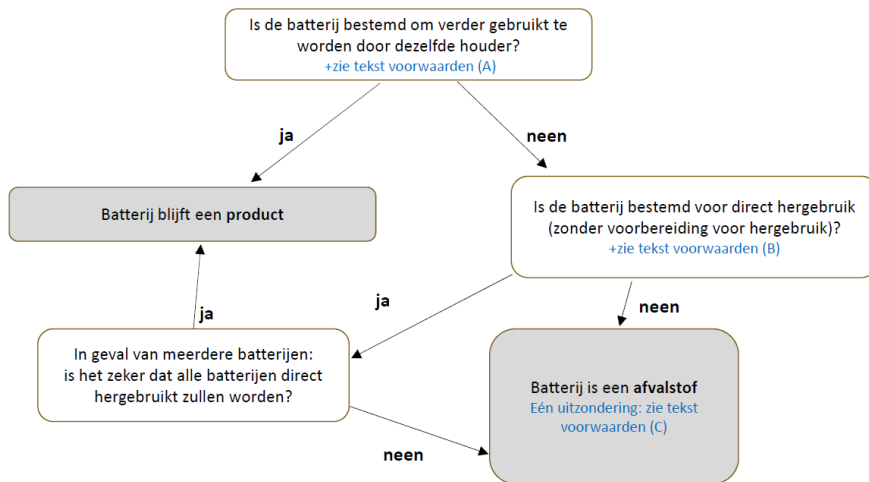 Is de batterij bestemd om verder gebruikt te
worden door dezelfde houder?
+zie tekst voorwaarden (A)
ja
neen
Batterij blijft een product
Is de batterij bestemd voor direct hergebruik
(zonder voorbereiding voor hergebruik)?
+zie tekst voorwaarden (B)
ja
ja
neen
In geval van meerdere batterijen:
is het zeker dat alle batterijen direct
hergebruikt zullen worden?
Batterij is een afvalstof
Eén uitzondering: zie tekst
voorwaarden (C)
neen